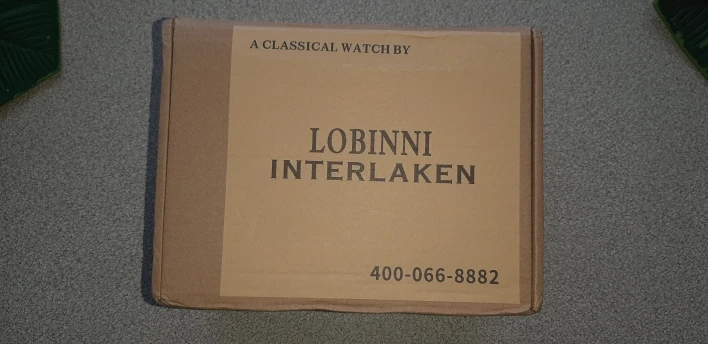 A CLASSICAL WATCH BY
LOBINNI
INTERLAKEN
400-066-8882